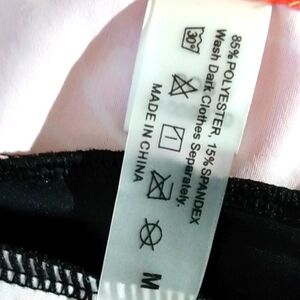 85% POLYESTER, 15% SPANDEX
Wash Dark Clothes Separately.
30°
MADE IN CHINA
M